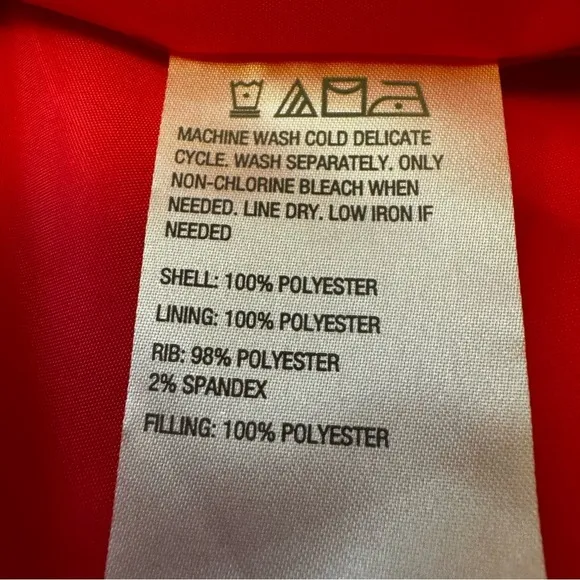 MACHINE WASH COLD DELICATE
CYCLE. WASH SEPARATELY. ONLY
NON-CHLORINE BLEACH WHEN
NEEDED. LINE DRY. LOW IRON IF
NEEDED
SHELL: 100% POLYESTER
LINING: 100% POLYESTER
RIB: 98% POLYESTER
2% SPANDEX
FILLING: 100% POLYESTER